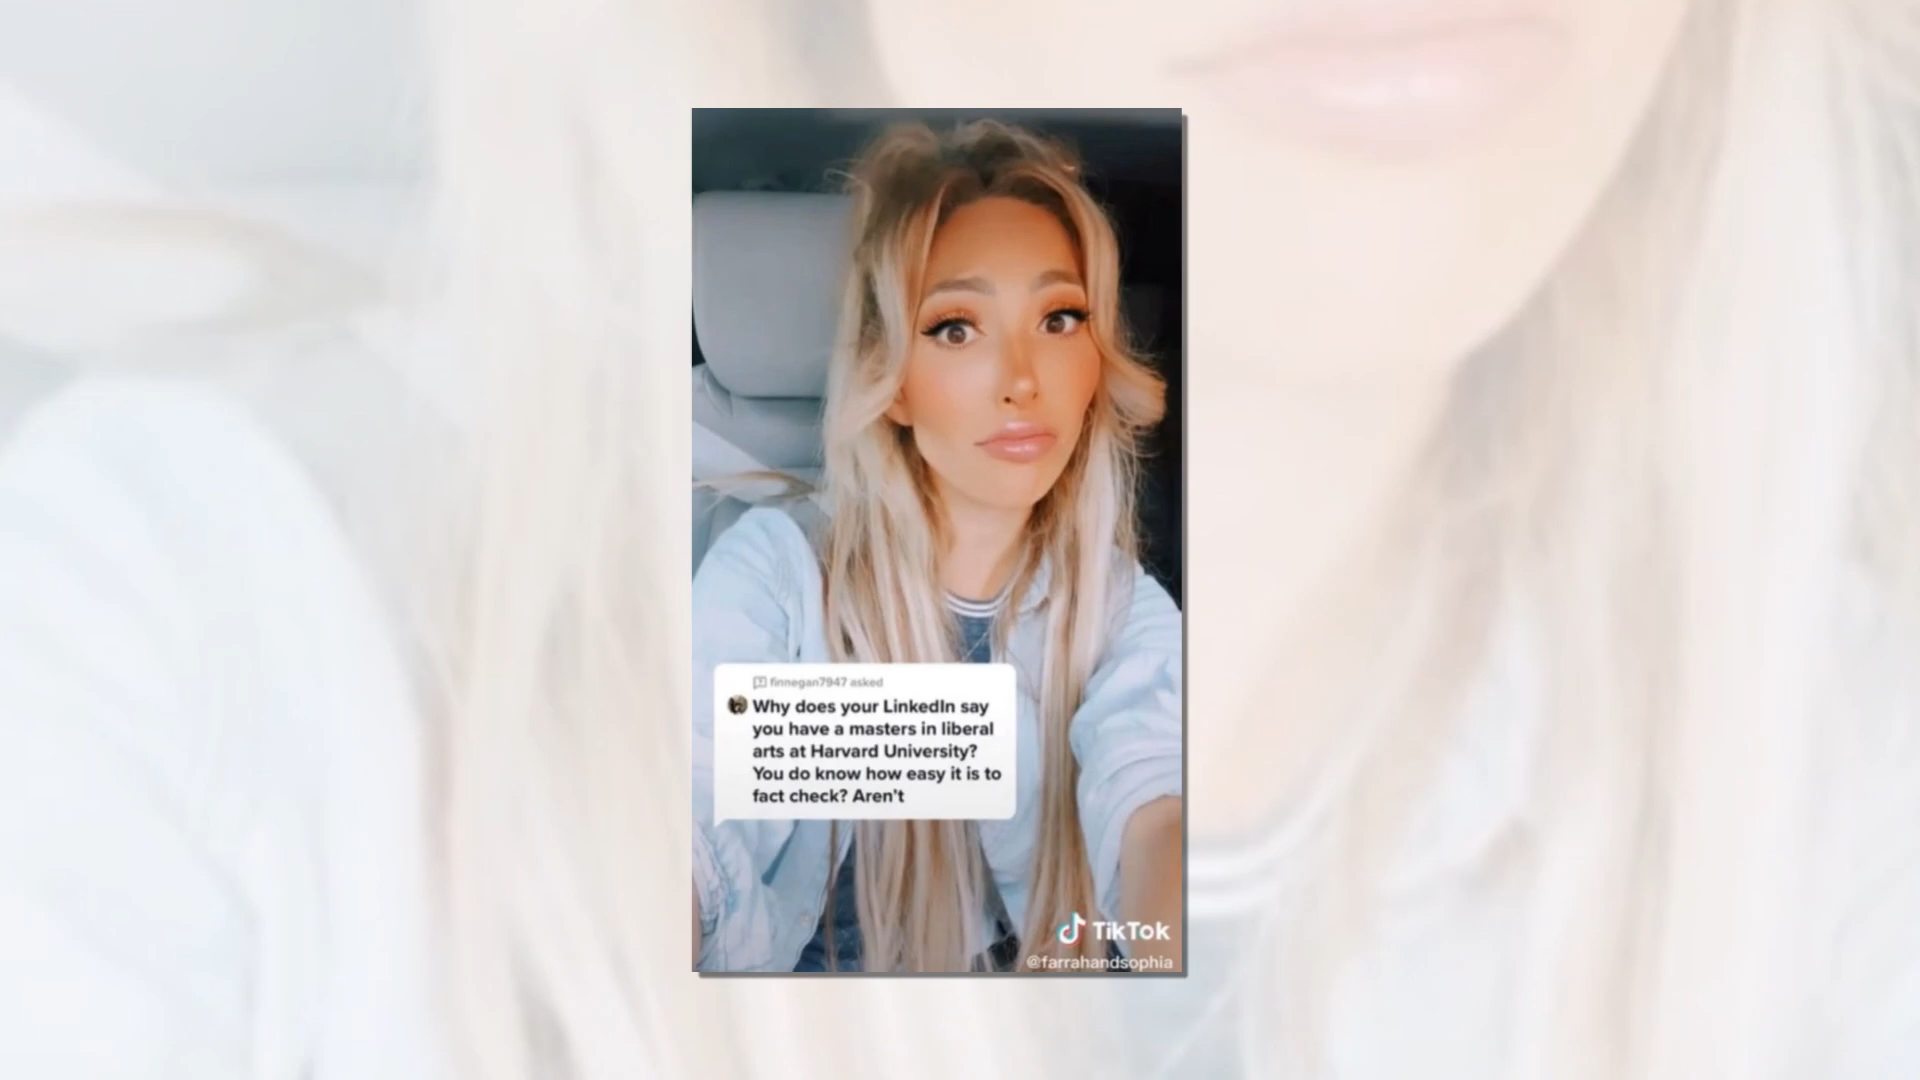 finnegan7947 asked
Why does your LinkedIn say
you have a masters in liberal
arts at Harvard University?
You do know how easy it is to
fact check? Aren't
TikTok
@farrahandsophia